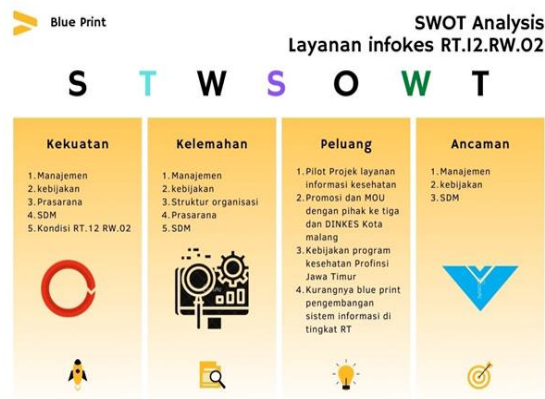 Blue Print
SWOT Analysis
Layanan infokes RT.12.RW.02
S T W S O W T
Kekuatan
1.Manajemen
2.kebijakan
3.Prasarana
4.SDM
5.Kondisi RT.12 RW.02
Kelemahan
1.Manajemen
2.kebijakan
3.Struktur organisasi
4.Prasarana
5.SDM
Peluang
1.Pilot Projek layanan
informasi kesehatan
2.Promosi dan MOU
dengan pihak ke tiga
dan DINKES Kota
malang
3.Kebijakan program
kesehatan Profinsi
Jawa Timur
4.Kurangnya blue print
pengembangan
sistem informasi di
tingkat RT
Ancaman
1.Manajemen
2.kebijakan
3.SDM